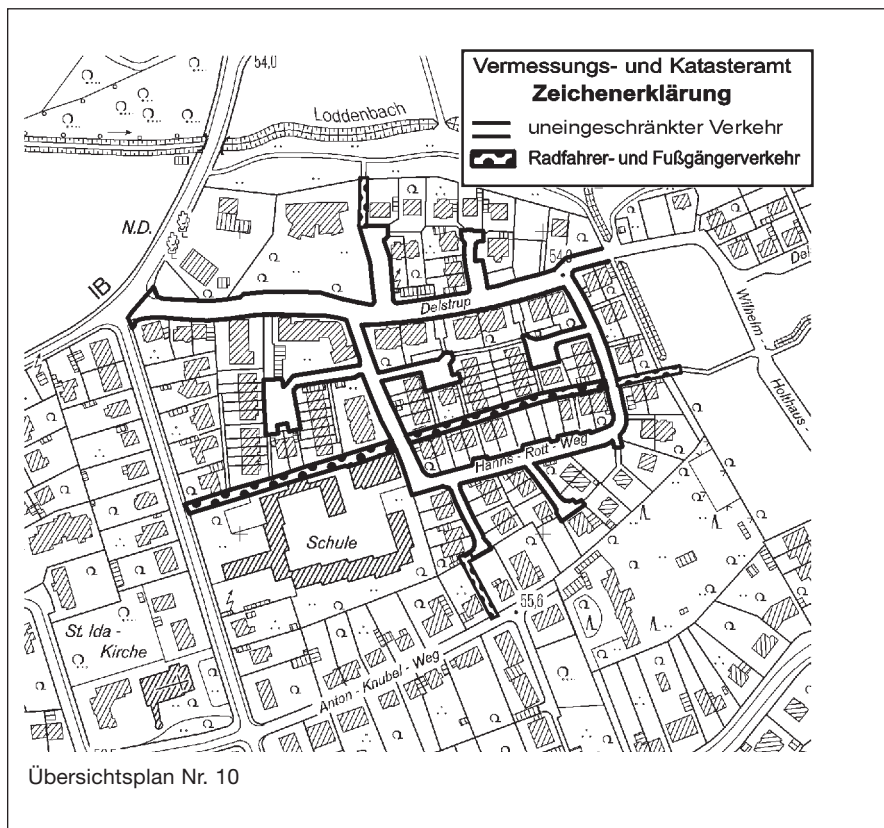 54,0
Vermessungs- und Katasteramt
Zeichenerklärung
uneingeschränkter Verkehr
Radfahrer- und Fußgängerverkehr
Loddenbach
N.D.
IB
54,0
Delstrup
Del
Wilhelm -
Holthaus -
Hanns - Rott - Weg
Schule
55,6
St. Ida -
Kirche
Anton - Knubel - Weg
Übersichtsplan Nr. 10